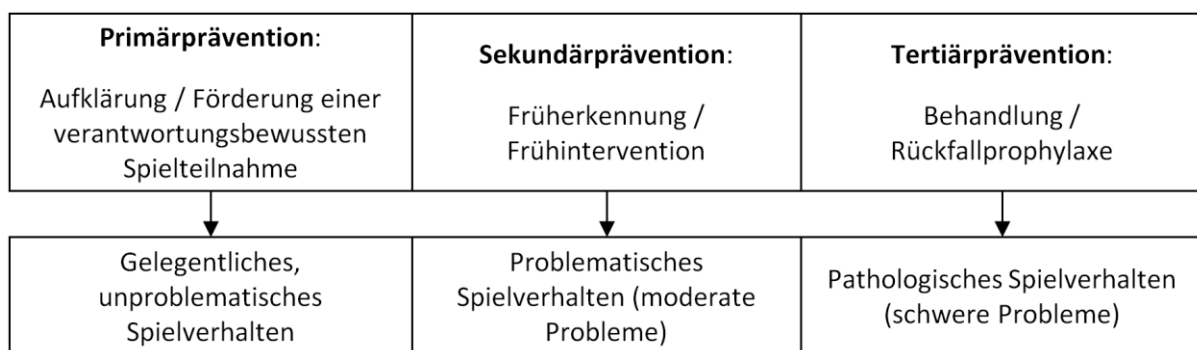 Primärprävention:
Aufklärung / Förderung einer
verantwortungsbewussten
Spielteilnahme
Sekundärprävention:
Früherkennung /
Frühintervention
Tertiärprävention:
Behandlung /
Rückfallprophylaxe
Gelegentliches,
unproblematisches
Spielverhalten
Problematisches
Spielverhalten (moderate
Probleme)
Pathologisches Spielverhalten
(schwere Probleme)